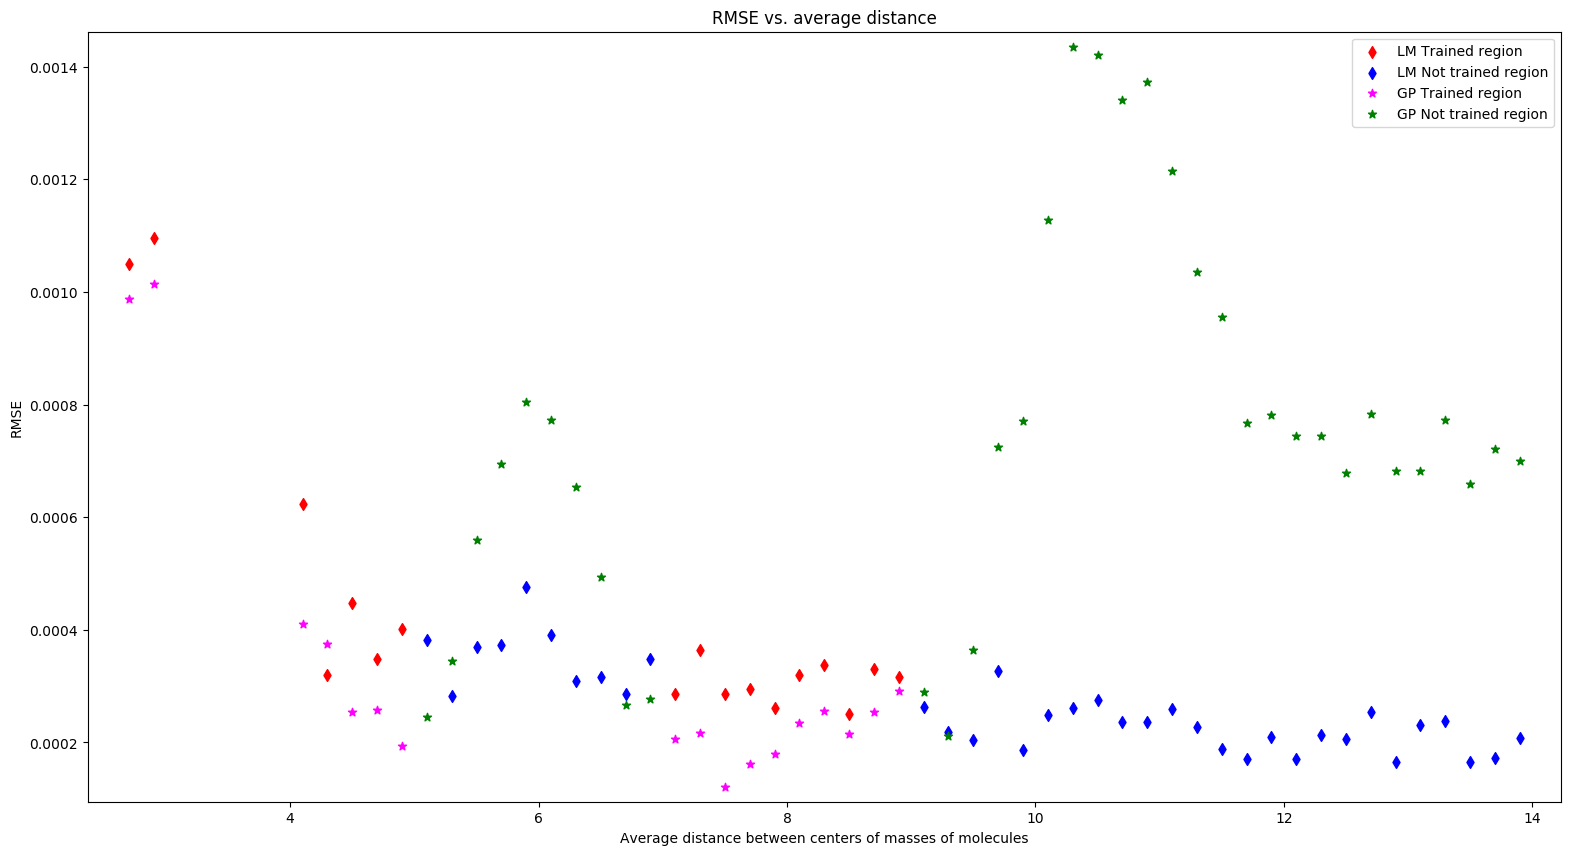 RMSE vs. average distance
LM Trained region
LM Not trained region
GP Trained region
GP Not trained region
RMSE
0.0014
0.0012
0.0010
0.0008
0.0006
0.0004
0.0002
4
6
8
10
12
14
Average distance between centers of masses of molecules